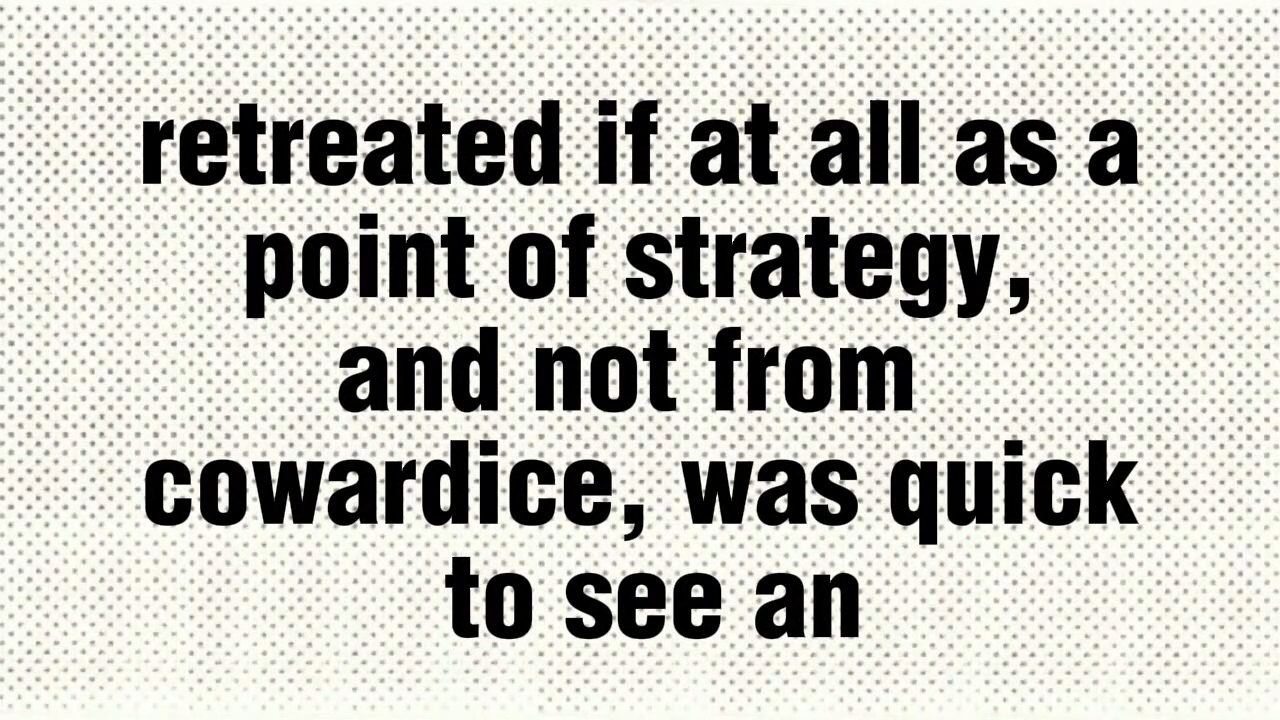 retreated if at all as a
point of strategy,
and not from
cowardice, was quick
to see an